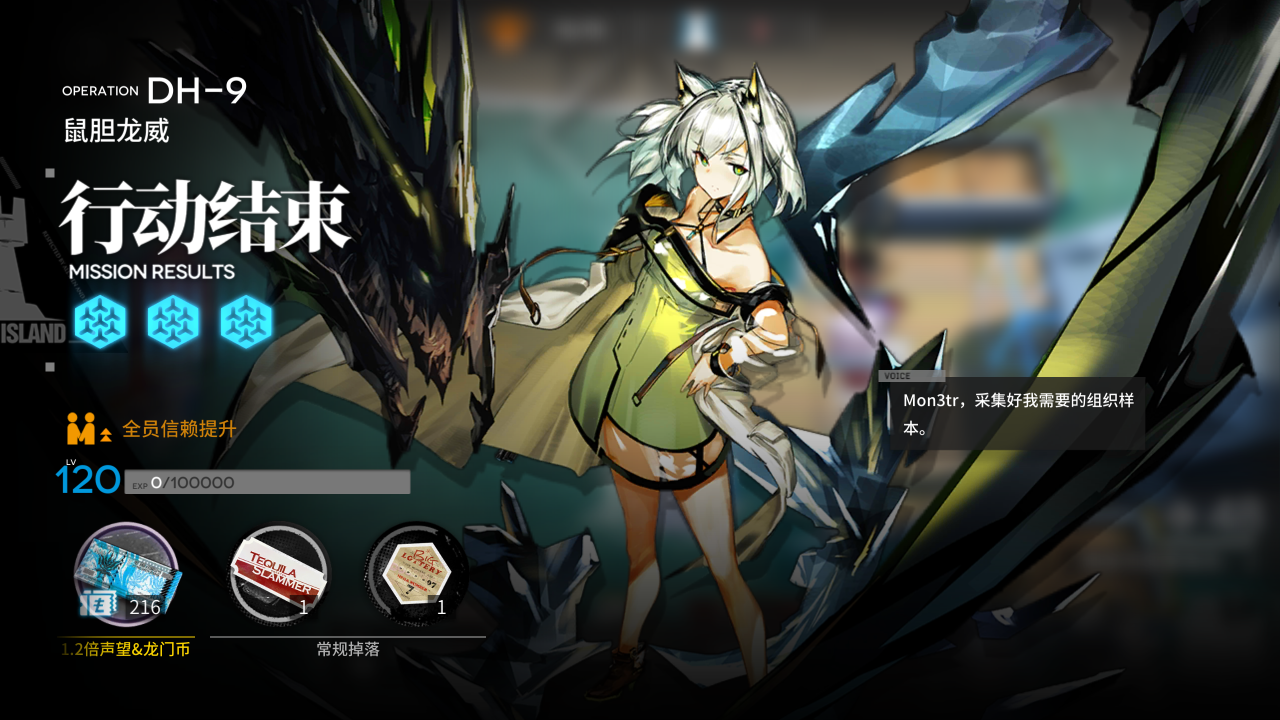 OPERATION DH-9
鼠胆龙威
行动结束
MISSION RESULTS
ISLAND
VOICE
Mon3tr，采集好我需要的组织样
本。
全员信赖提升
LV
120
EXP 0/100000
TEQUILA
SLAMMER
LOTTERY
97
7
216
1
1
1.2倍声望&龙门币
常规掉落